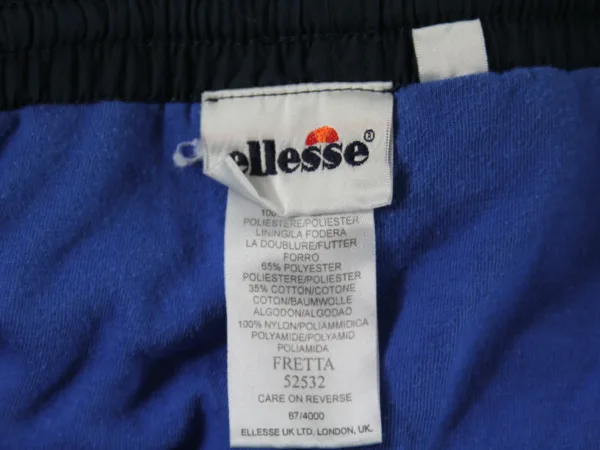 ellesse®
100
POLIESTERE/POLIESTER
LINING/LA FODERA
LA DOUBLURE/FUTTER
FORRO
65% POLYESTER
POLIESTERE/POLIESTER
35% COTTON/COTONE
COTON/BAUMWOLLE
ALGODON/ALGODAO
100% NYLON/POLIAMMIDICA
POLYAMIDE/POLYAMID
POLIAMIDA
FRETTA
52532
CARE ON REVERSE
87/4000
ELLESSE UK LTD, LONDON, UK.